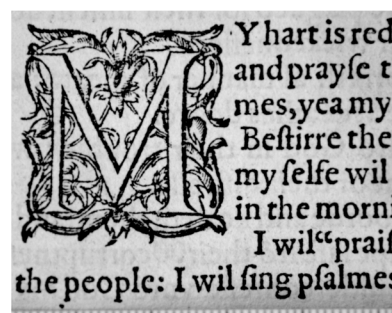 MY hart is red
and prayſe t
mes, yea my
Beſtirre the
my ſelfe wil
in the morn
I wil“praiſ
the people: I wil ſing pſalmes